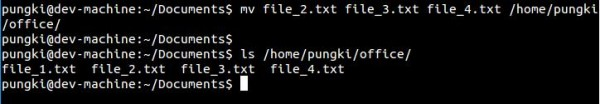 pungki@dev-machine:~/Documents$ mv file_2.txt file_3.txt file_4.txt /home/pungki
/office/
pungki@dev-machine:~/Documents$
pungki@dev-machine:~/Documents$ ls /home/pungki/office/
file_1.txt  file_2.txt  file_3.txt  file_4.txt
pungki@dev-machine:~/Documents$